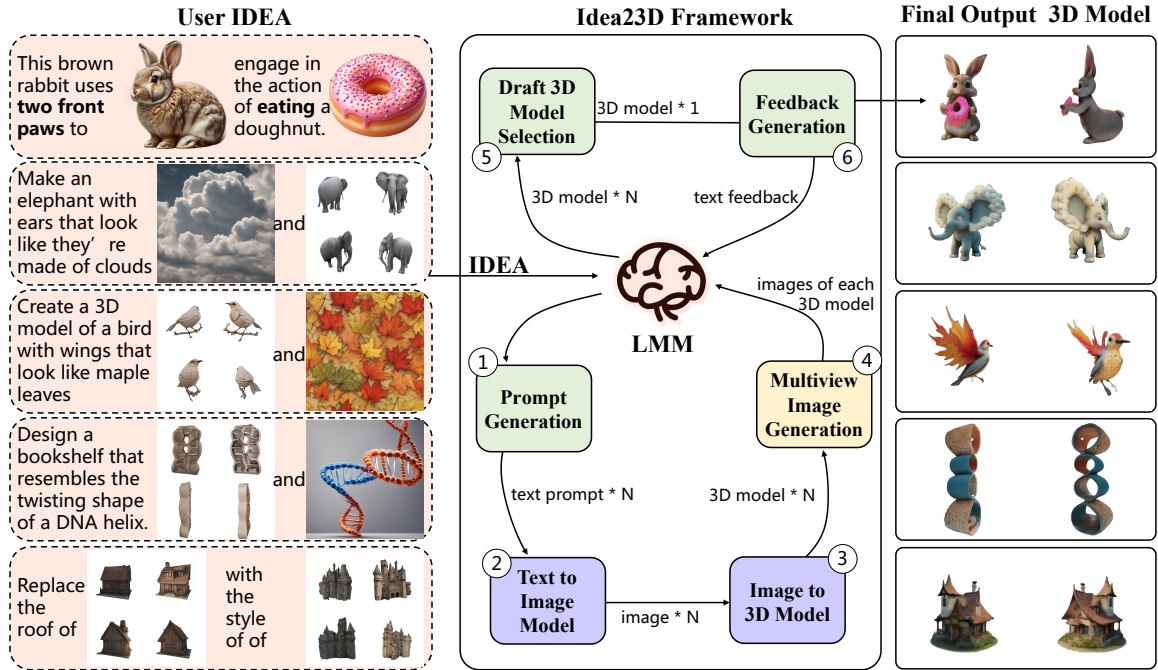 User IDEA
Idea23D Framework
Final Output 3D Model
This brown
rabbit uses
two front
paws to
engage in
the action
of eating a
doughnut.
Make an
elephant with
ears that look
like they’ re
made of clouds
and
Create a 3D
model of a bird
with wings that
look like maple
leaves
and
Design a
bookshelf that
resembles the
twisting shape
of a DNA helix.
and
Replace
the
roof of
with
the
style
of of
IDEA
LMM
1
Prompt
Generation
text prompt * N
2
Text to
Image
Model
image * N
3
Image to
3D Model
3D model * N
4
Multiview
Image
Generation
images of each
3D model
3D model * N
5
Draft 3D
Model
Selection
3D model * 1
6
Feedback
Generation
text feedback